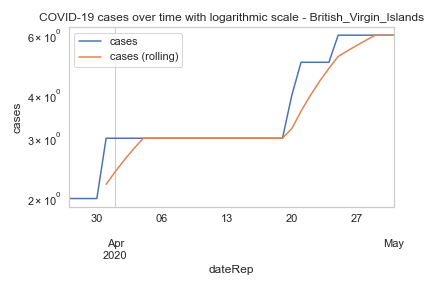 COVID-19 cases over time with logarithmic scale - British_Virgin_Islands
cases
cases (rolling)
6 × 10⁰
4 × 10⁰
3 × 10⁰
2 × 10⁰
cases
30 06 13 20 27
Apr May
2020
dateRep